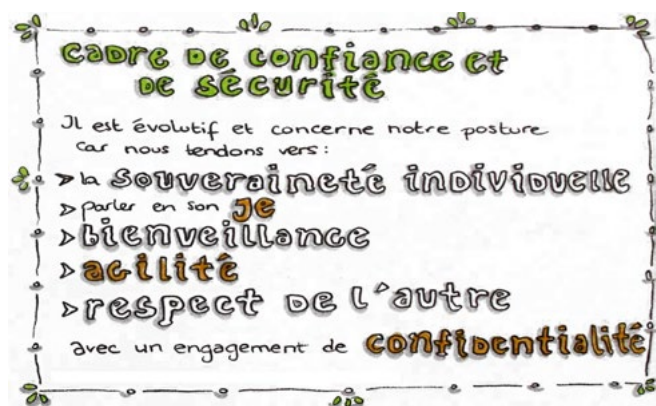 Cadre de confiance et
de sécurité
Il est évolutif et concerne notre posture
car nous tendons vers :
> la souveraineté individuelle
> parler en son je
> bienveillance
> agilité
> respect de l'autre
avec un engagement de confidentialité